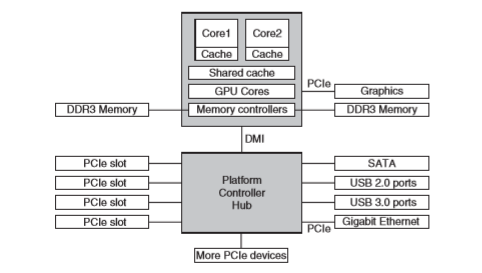 Core1 Core2
Cache Cache
Shared cache
GPU Cores
PCIe
Graphics
DDR3 Memory
Memory controllers
DDR3 Memory
DMI
PCIe slot
PCIe slot
PCIe slot
PCIe slot
Platform
Controller
Hub
SATA
USB 2.0 ports
USB 3.0 ports
PCIe
Gigabit Ethernet
More PCIe devices